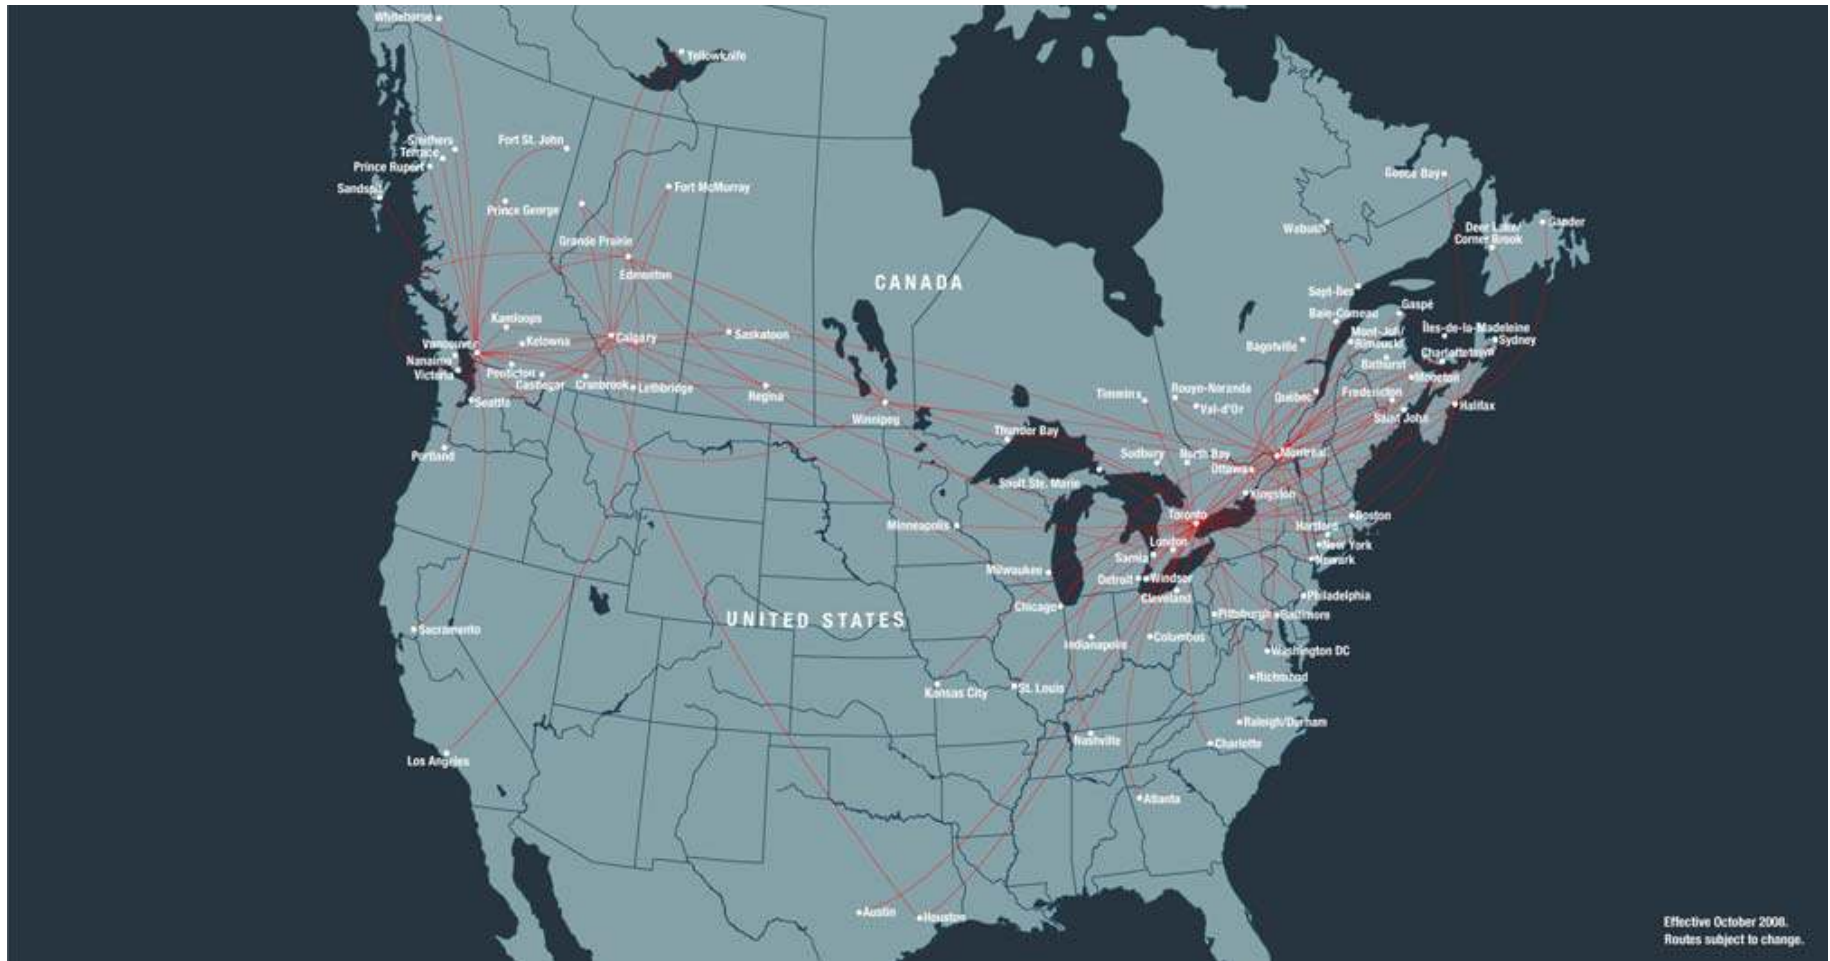 Whitehorse
Yellowknife
Smithers
Fort St. John
Terrace
Prince Rupert
Fort McMurray
Sandspit
Prince George
Goose Bay
Wabush
Gander
Deer Lake/
Corner Brook
Grande Prairie
Edmonton
CANADA
Sept-Îles
Gaspé
Kamloops
Baie-Comeau
Calgary
Saskatoon
Mont-Joli/
Rimouski
Îles-de-la-Madeleine
Vancouver
Kelowna
Bagotville
Sydney
Nanaimo
Charlottetown
Victoria
Penticton
Bathurst
Castlegar
Cranbrook
Lethbridge
Moncton
Regina
Timmins
Rouyn-Noranda
Québec
Fredericton
Seattle
Val-d'Or
Halifax
Winnipeg
Saint John
Thunder Bay
Portland
Sudbury
North Bay
Montréal
Ottawa
Sault Ste. Marie
Kingston
Toronto
Boston
Minneapolis
Hartford
London
New York
Sarnia
Newark
Milwaukee
Detroit
Windsor
Cleveland
Philadelphia
Chicago
Pittsburgh
Baltimore
UNITED STATES
Sacramento
Indianapolis
Columbus
Washington DC
Richmond
Kansas City
St. Louis
Raleigh/Durham
Nashville
Charlotte
Los Angeles
Atlanta
Austin
Houston
Effective October 2008.
Routes subject to change.